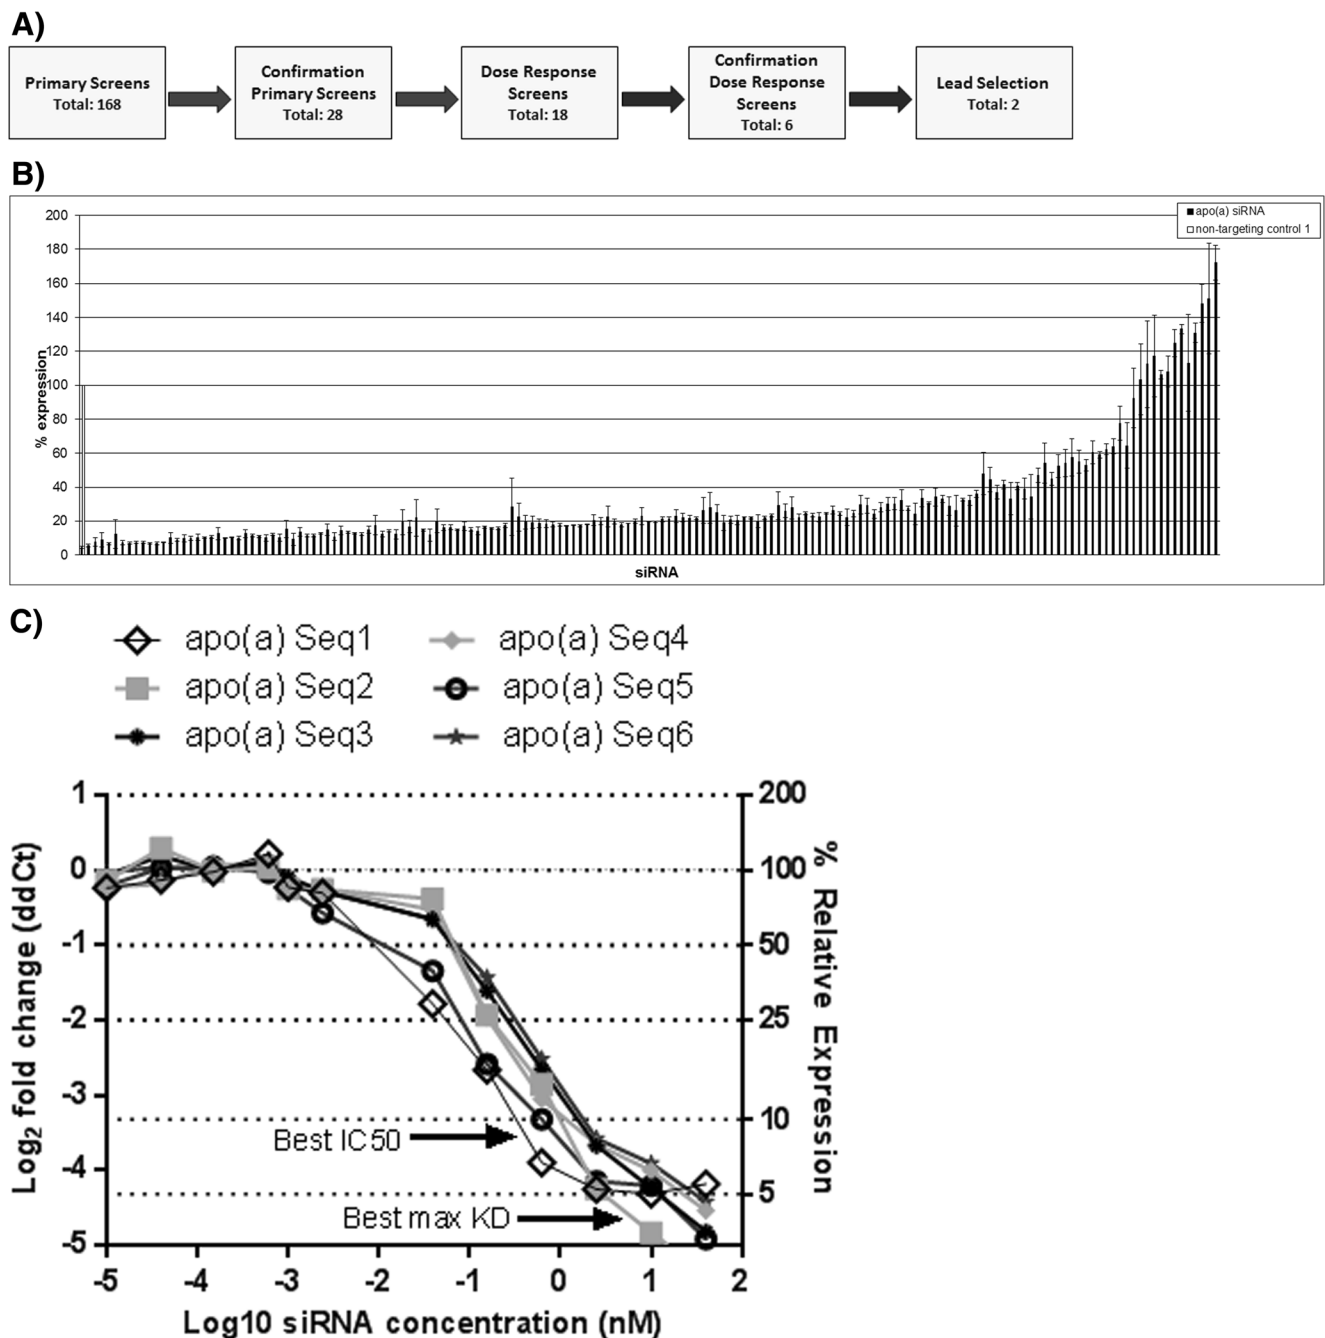 A)
Primary Screens
Total: 168
Confirmation
Primary Screens
Total: 28
Dose Response
Screens
Total: 18
Confirmation
Dose Response
Screens
Total: 6
Lead Selection
Total: 2
B)
apo(a) siRNA
non-targeting control 1
200
180
160
140
120
100
80
60
40
20
0
% expression
siRNA
C)
apo(a) Seq1
apo(a) Seq4
apo(a) Seq2
apo(a) Seq5
apo(a) Seq3
apo(a) Seq6
1
0
-1
-2
-3
-4
-5
Log2 fold change (ddCt)
200
100
50
25
10
5
% Relative Expression
Best IC50
Best max KD
-5 -4 -3 -2 -1 0 1 2
Log10 siRNA concentration (nM)